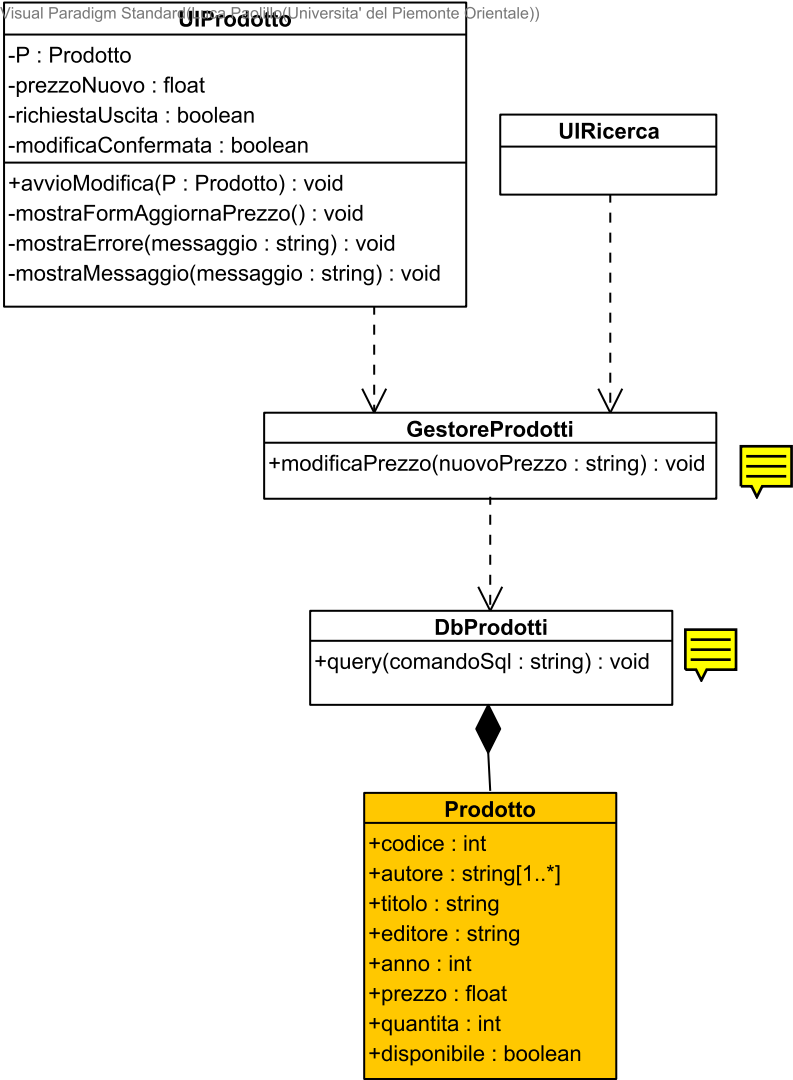 Visual Paradigm Standard(Luca Paolillo(Universita' del Piemonte Orientale))
UIProdotto
-P : Prodotto
-prezzoNuovo : float
-richiestaUscita : boolean
-modificaConfermata : boolean
+avvioModifica(P : Prodotto) : void
-mostraFormAggiornaPrezzo() : void
-mostraErrore(messaggio : string) : void
-mostraMessaggio(messaggio : string) : void
UIRicerca
GestoreProdotti
+modificaPrezzo(nuovoPrezzo : string) : void
DbProdotti
+query(comandoSql : string) : void
Prodotto
+codice : int
+autore : string[1..*]
+titolo : string
+editore : string
+anno : int
+prezzo : float
+quantita : int
+disponibile : boolean